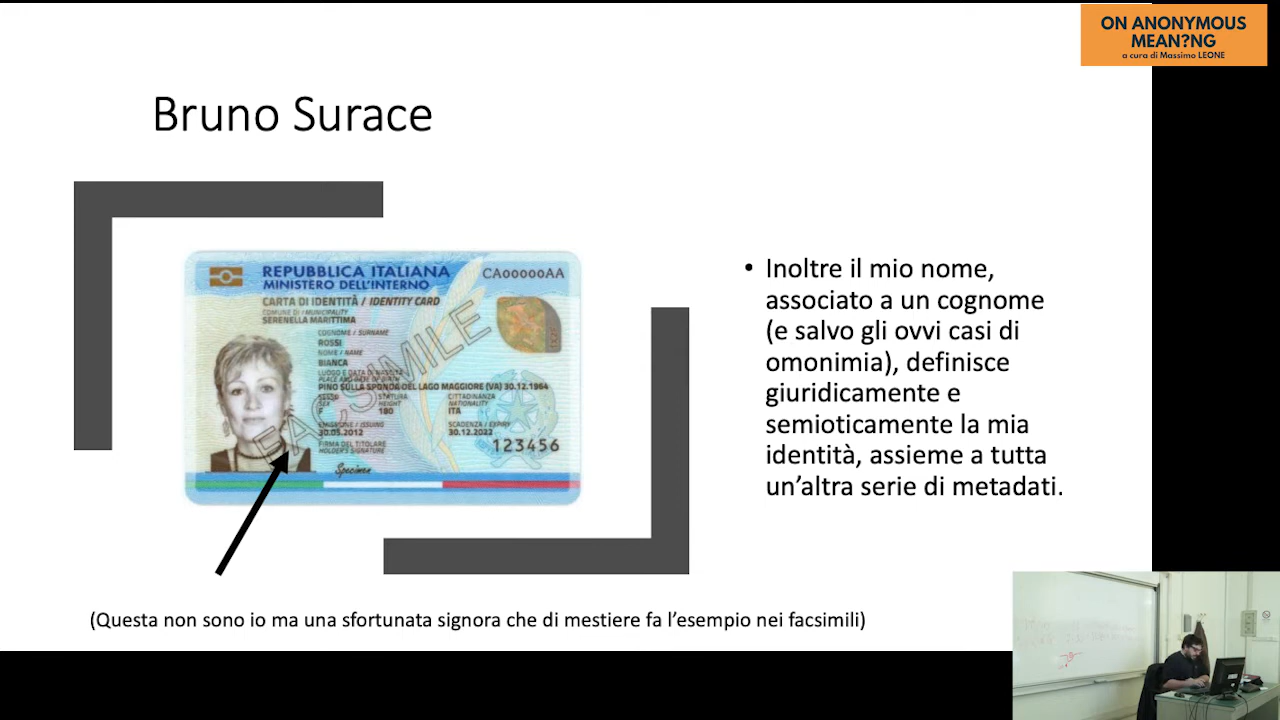 ON ANONYMOUS
MEAN?NG
a cura di Massimo LEONE
Bruno Surace
REPUBBLICA ITALIANA
MINISTERO DELL'INTERNO
CA00000AA
CARTA DI IDENTITÀ / IDENTITY CARD
COMUNE DI / MUNICIPALITY
SERENELLA MARITTIMA
COGNOME / SURNAME
ROSSI
NOME / NAME
BIANCA
LUOGO E DATA DI NASCITA
PLACE AND DATE OF BIRTH
PINO SULLA SPONDA DEL LAGO MAGGIORE (VA) 30.12.1964
SESSO STATURA CITTADINANZA
SEX HEIGHT NATIONALITY
F 180 ITA
EMISSIONE / ISSUING SCADENZA / EXPIRY
30.05.2012 30.12.2022
FIRMA DEL TITOLARE
HOLDER'S SIGNATURE
123456
Specimen
FACSIMILE
• Inoltre il mio nome,
associato a un cognome
(e salvo gli ovvi casi di
omonimia), definisce
giuridicamente e
semioticamente la mia
identità, assieme a tutta
un'altra serie di metadati.
(Questa non sono io ma una sfortunata signora che di mestiere fa l'esempio nei facsimili)